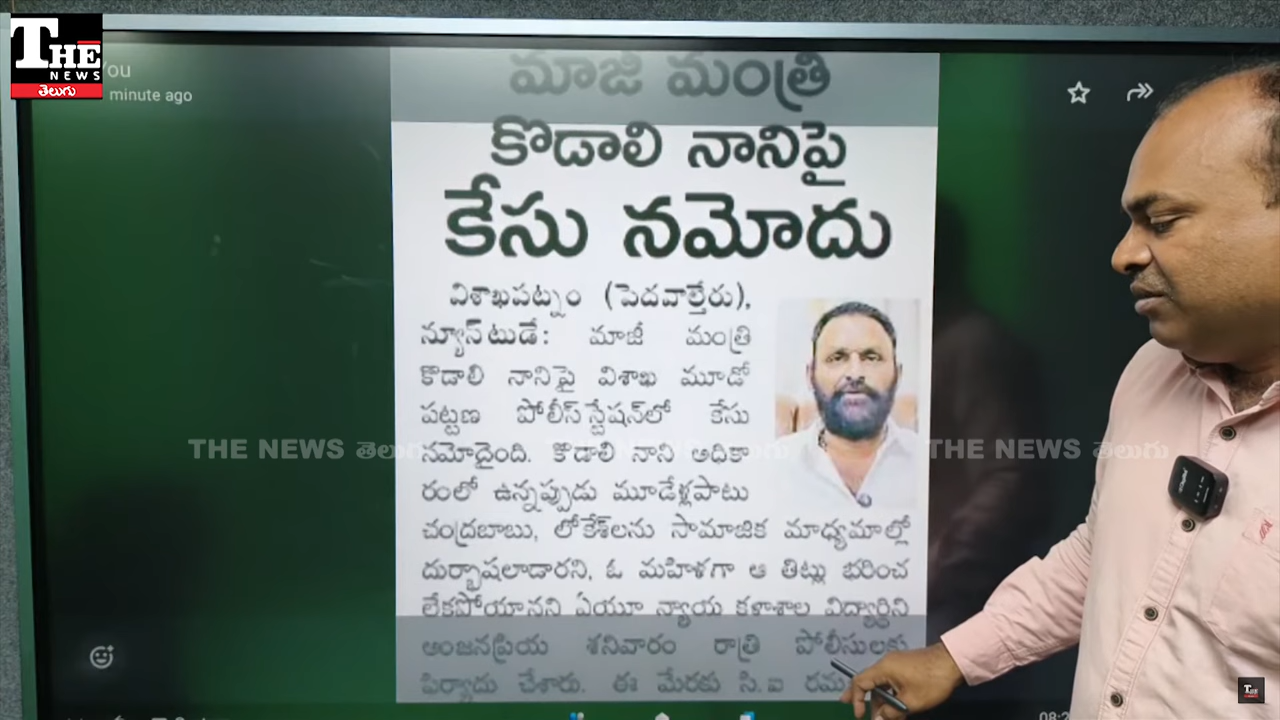 THE
NEWS
తెలుగు
You
minute ago
మాజీ మంత్రి
కొడాలి నానిపై
కేసు నమోదు
విశాఖపట్నం (పెదవాల్తేరు),
న్యూస్‌టుడే: మాజీ మంత్రి
కొడాలి నానిపై విశాఖ మూడో
పట్టణ పోలీస్‌స్టేషన్‌లో కేసు
నమోదైంది. కొడాలి నాని అధికా
రంలో ఉన్నప్పుడు మూడేళ్లపాటు
చంద్రబాబు, లోకేశ్‌లను సామాజిక మాధ్యమాల్లో
దుర్భాషలాడారని, ఓ మహిళగా ఆ తిట్లు భరించ
లేకపోయానని ఏయూ న్యాయ కళాశాల విద్యార్థిని
అంజనప్రియ శనివారం రాత్రి పోలీసులకు
ఫిర్యాదు చేశారు. ఈ మేరకు సి.ఐ
THE NEWS తెలుగు
THE NEWS తెలుగు